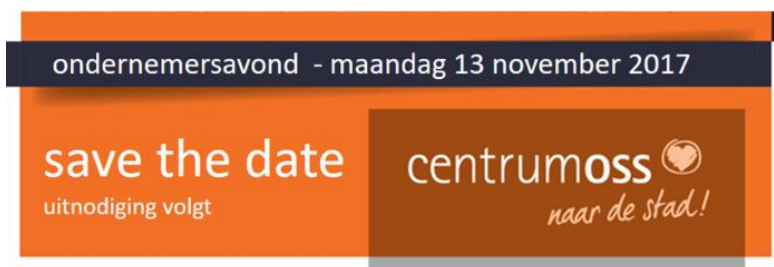 ondernemersavond - maandag 13 november 2017
save the date
uitnodiging volgt
centrumoss
naar de stad!